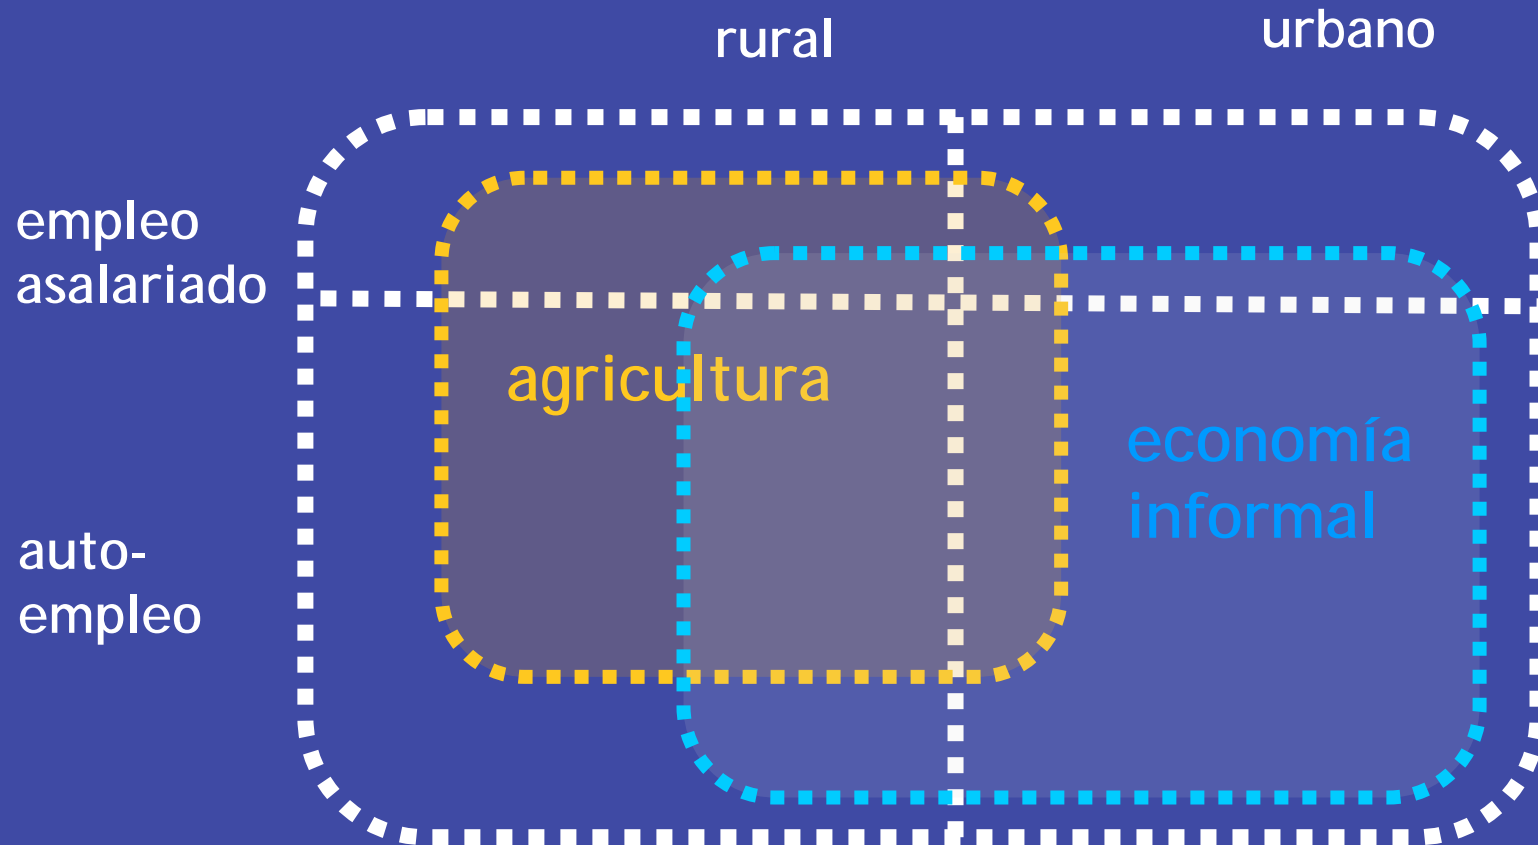 rural
urbano
empleo
asalariado
agricultura
economía
informal
auto-
empleo